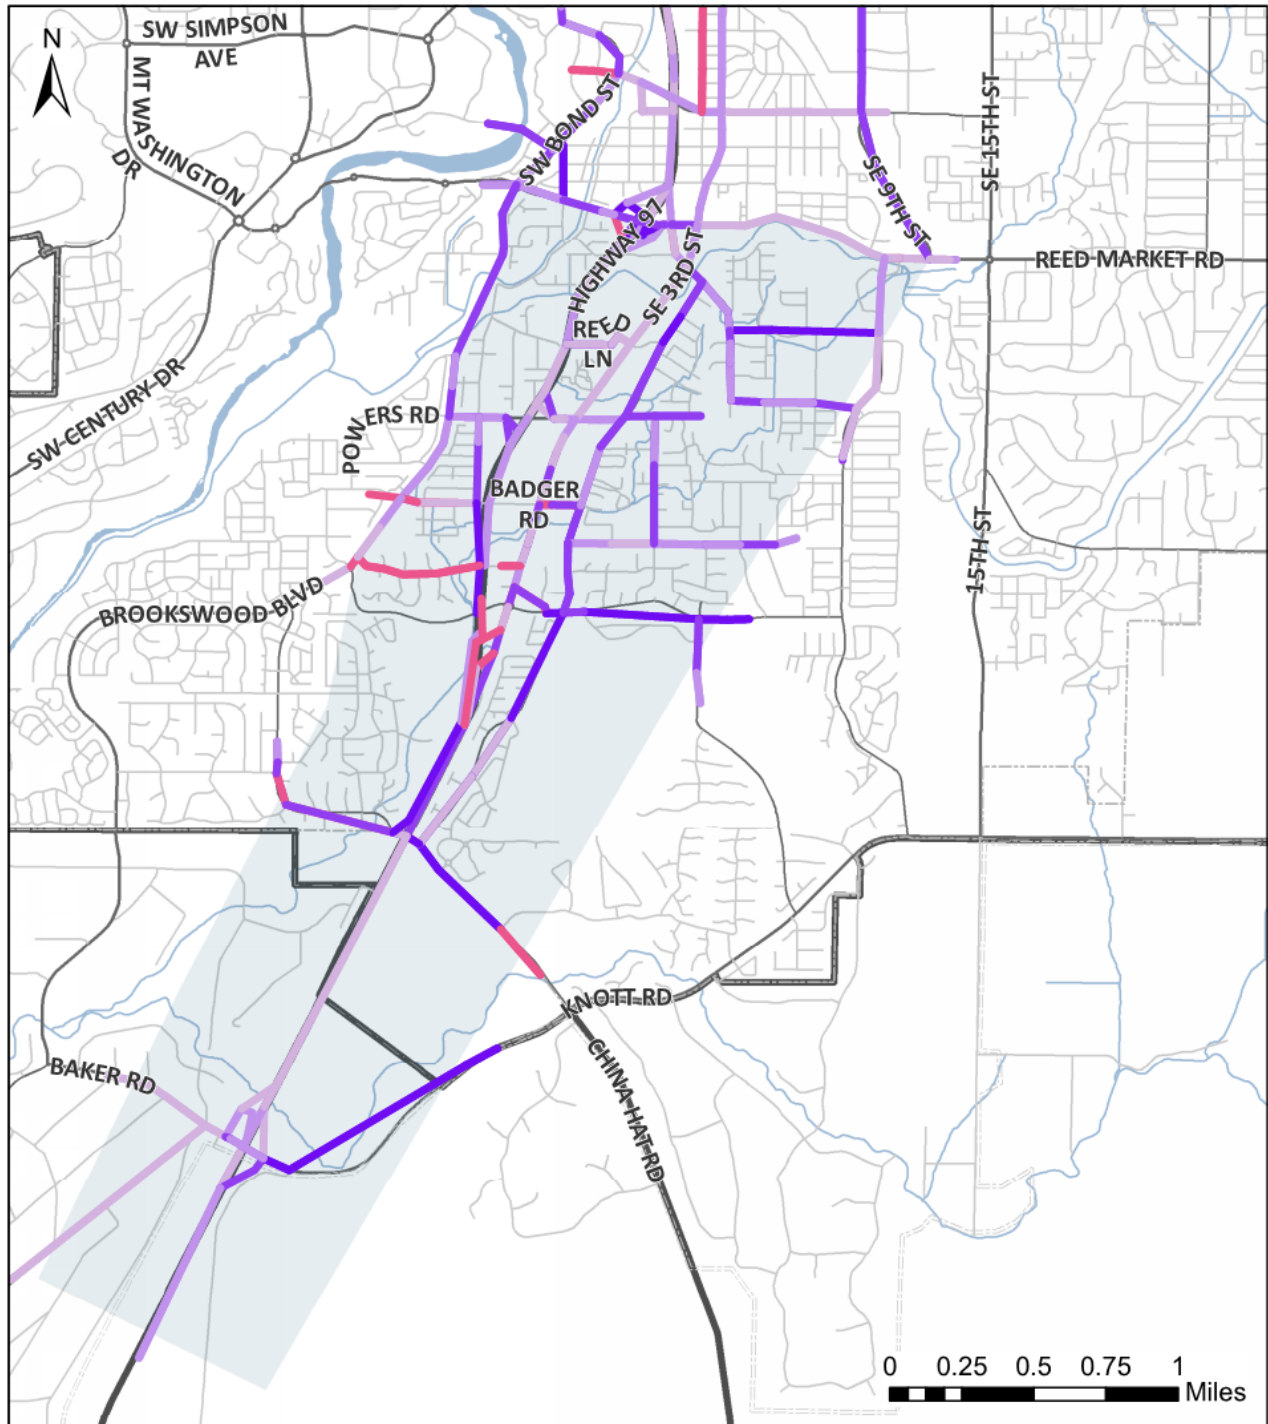 N
SW SIMPSON
AVE
MT WASHINGTON
DR
SW BOND ST
SE 15TH ST
SE 9TH ST
HIGHWAY 97
SE 3RD ST
REED MARKET RD
REED
LN
SW CENTURY DR
POWERS RD
BADGER
RD
15TH ST
BROOKSWOOD BLVD
KNOTT RD
BAKER RD
CHINA HAT RD
0 0.25 0.5 0.75 1
Miles